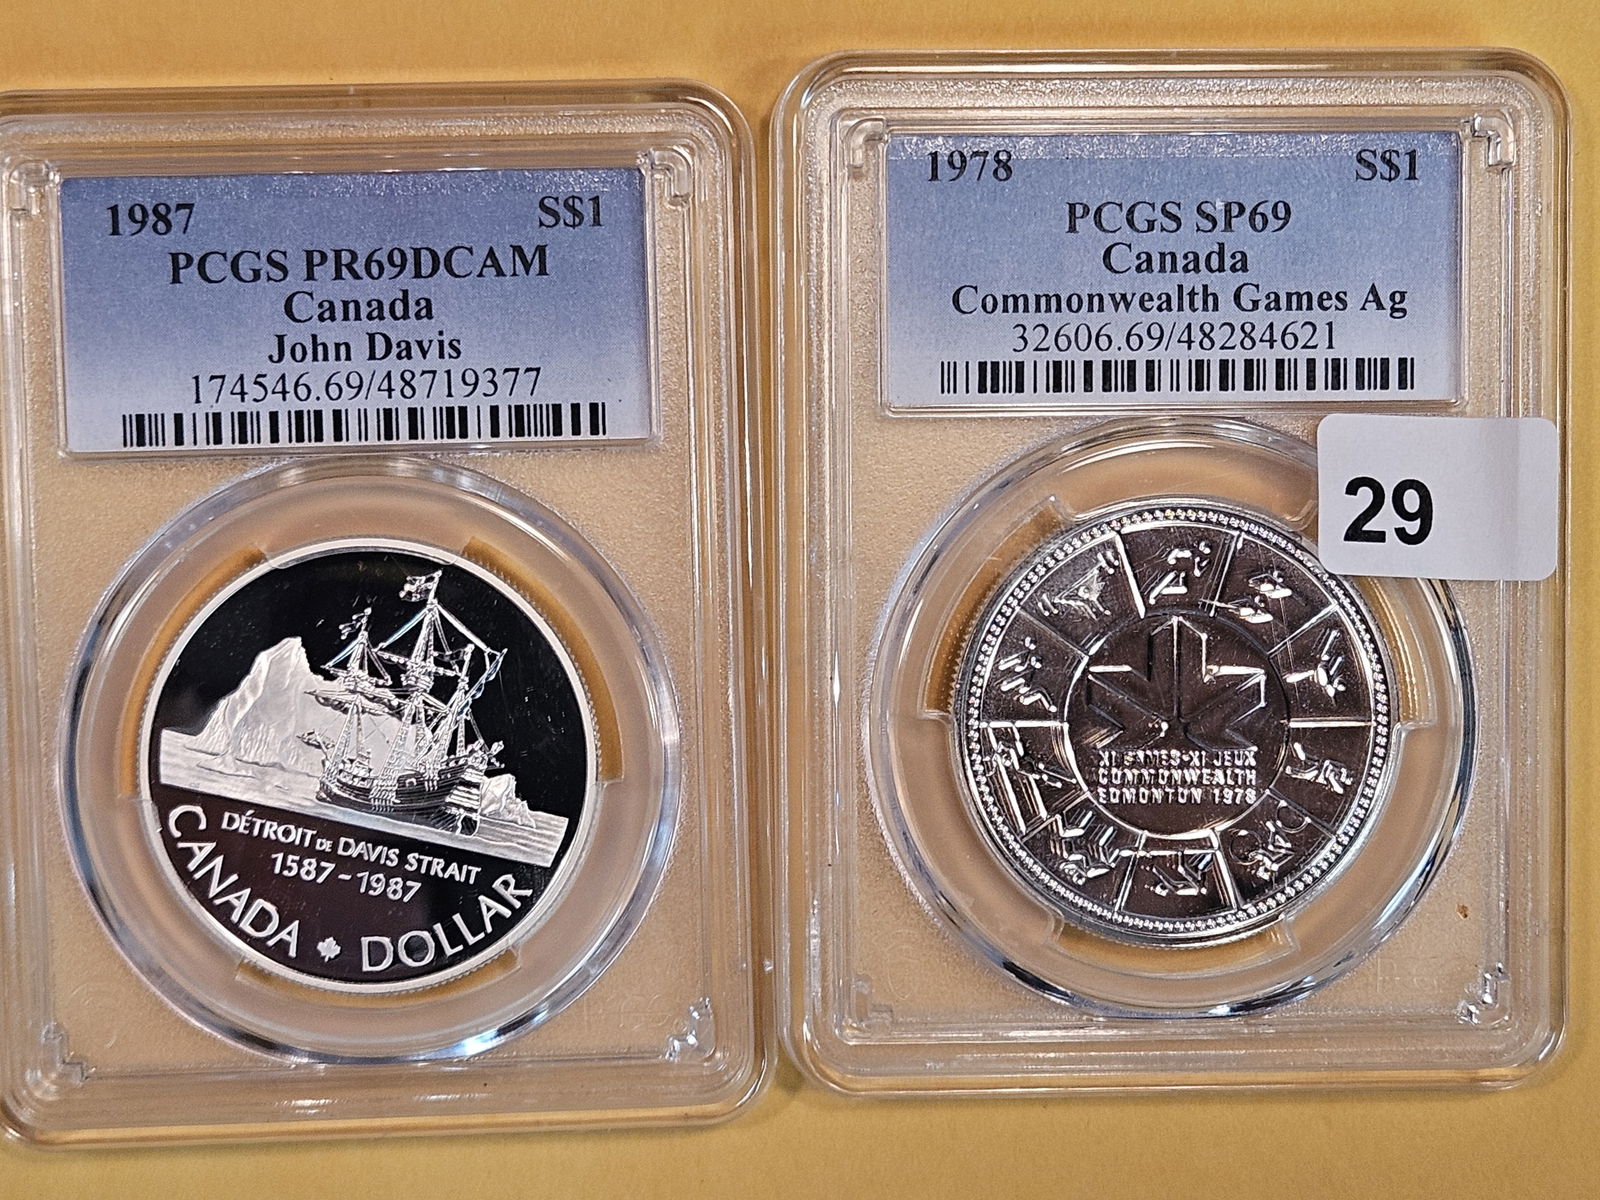 1987 S$1
PCGS PR69DCAM
Canada
John Davis
174546.69/48719377
DÉTROIT DE DAVIS STRAIT
1587-1987
CANADA DOLLAR
1978 S$1
PCGS SP69
Canada
Commonwealth Games Ag
32606.69/48284621
29
XI GAMES·XI JEUX
COMMONWEALTH
EDMONTON 1978